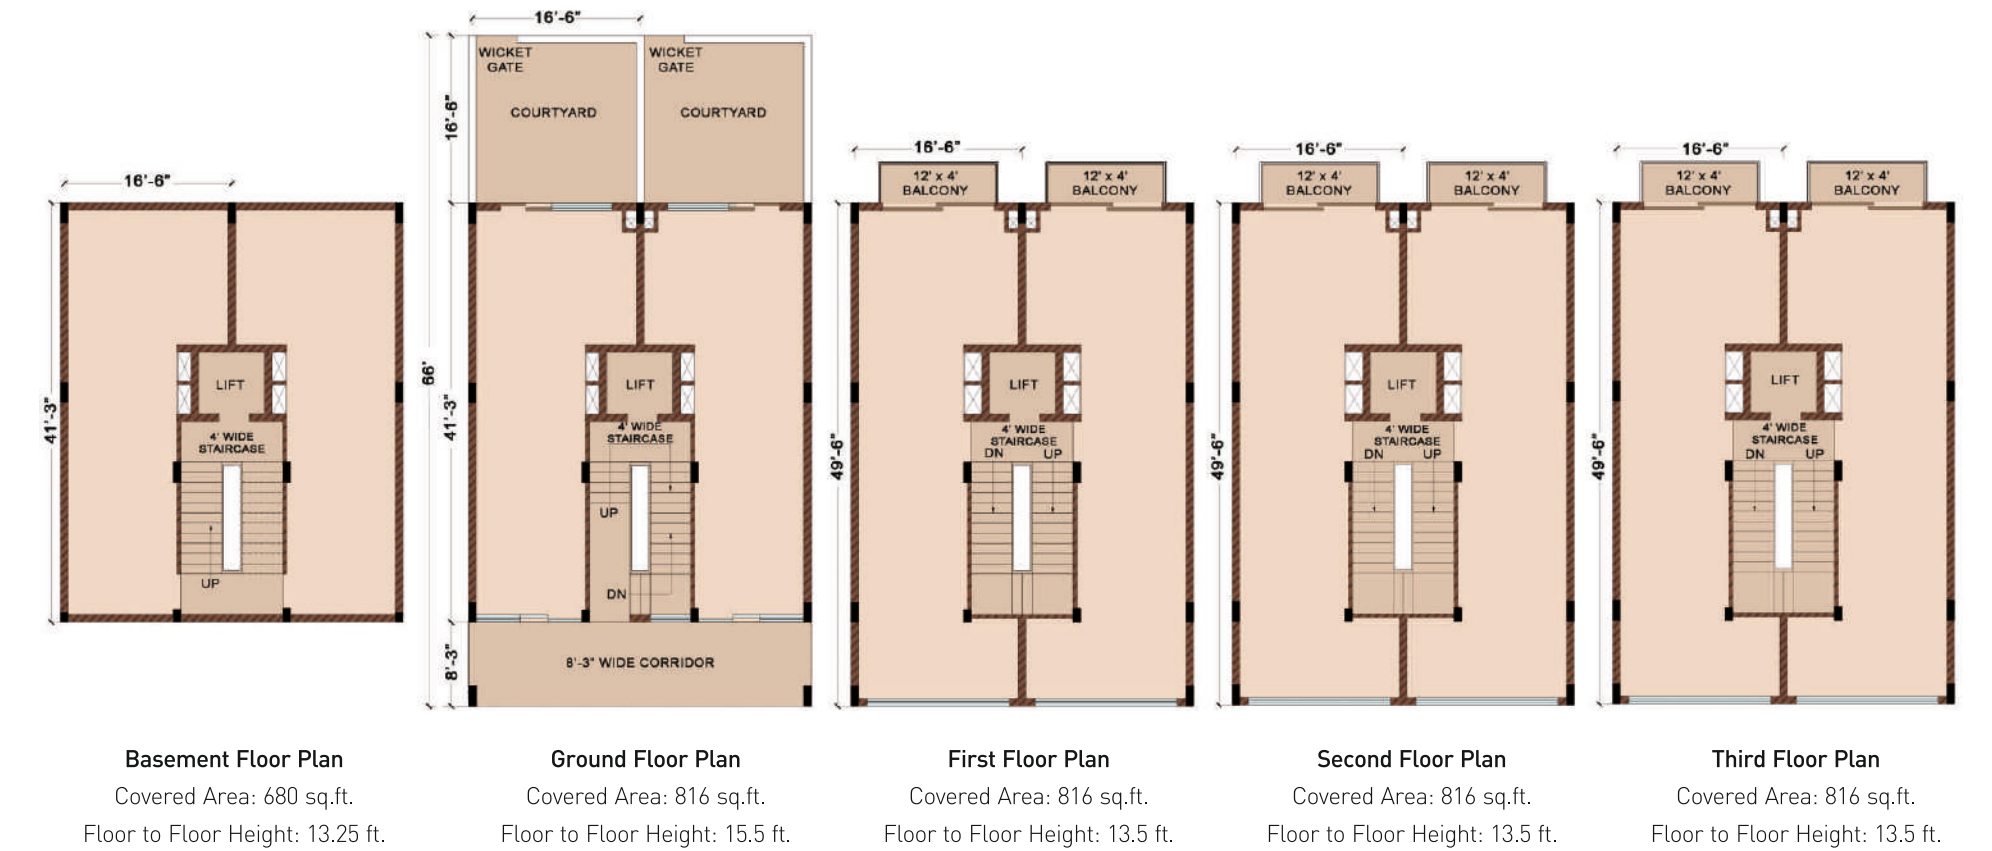 16'-6"
41'-3"
LIFT
4' WIDE
STAIRCASE
UP
Basement Floor Plan
Covered Area: 680 sq.ft.
Floor to Floor Height: 13.25 ft.
16'-6"
WICKET
GATE
WICKET
GATE
COURTYARD
COURTYARD
16'-6"
66'
41'-3"
LIFT
4' WIDE
STAIRCASE
UP
DN
8'-3"
8'-3" WIDE CORRIDOR
Ground Floor Plan
Covered Area: 816 sq.ft.
Floor to Floor Height: 15.5 ft.
16'-6"
12' x 4'
BALCONY
12' x 4'
BALCONY
LIFT
4' WIDE
STAIRCASE
DN
UP
49'-6"
First Floor Plan
Covered Area: 816 sq.ft.
Floor to Floor Height: 13.5 ft.
16'-6"
12' x 4'
BALCONY
12' x 4'
BALCONY
LIFT
4' WIDE
STAIRCASE
DN
UP
49'-6"
Second Floor Plan
Covered Area: 816 sq.ft.
Floor to Floor Height: 13.5 ft.
16'-6"
12' x 4'
BALCONY
12' x 4'
BALCONY
LIFT
4' WIDE
STAIRCASE
DN
UP
49'-6"
Third Floor Plan
Covered Area: 816 sq.ft.
Floor to Floor Height: 13.5 ft.